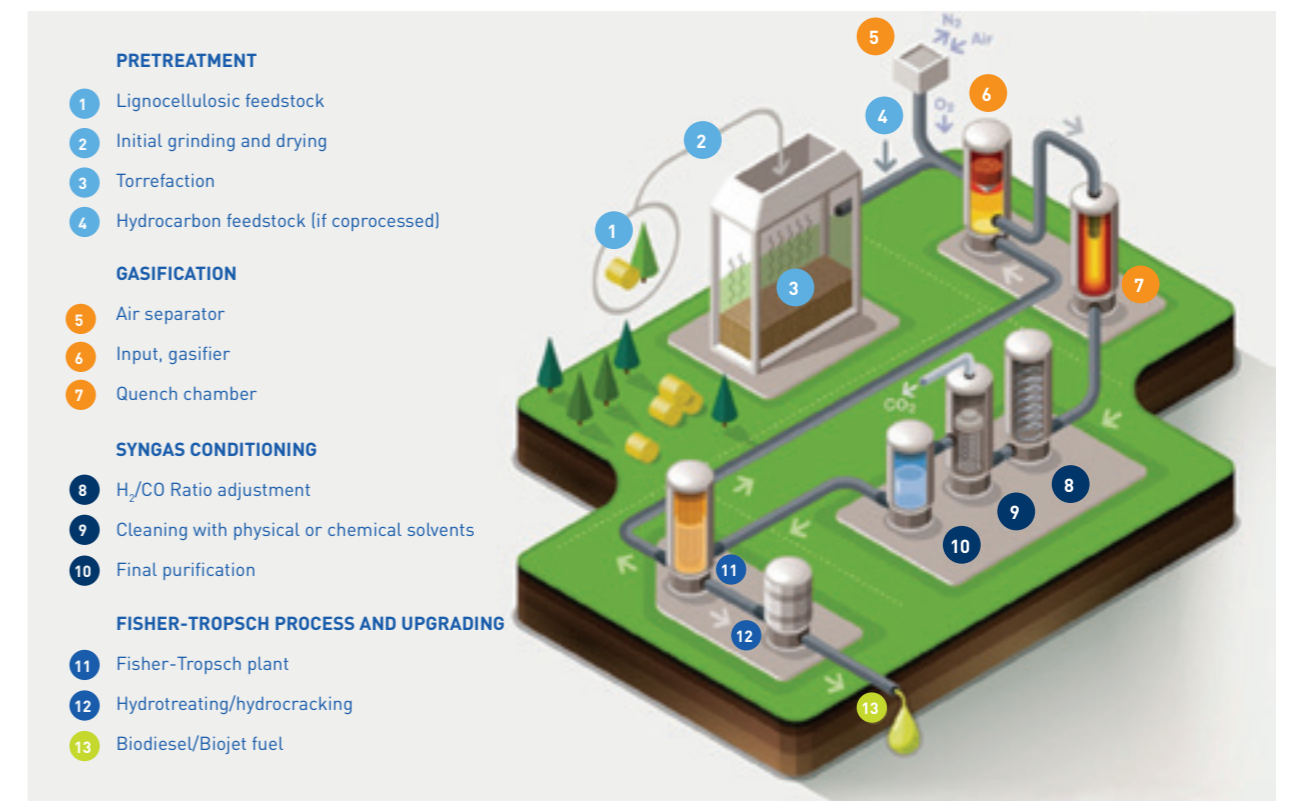 PRETREATMENT
1 Lignocellulosic feedstock
2 Initial grinding and drying
3 Torrefaction
4 Hydrocarbon feedstock (if coprocessed)
GASIFICATION
5 Air separator
6 Input, gasifier
7 Quench chamber
SYNGAS CONDITIONING
8 H₂/CO Ratio adjustment
9 Cleaning with physical or chemical solvents
10 Final purification
FISHER-TROPSCH PROCESS AND UPGRADING
11 Fisher-Tropsch plant
12 Hydrotreating/hydrocracking
13 Biodiesel/Biojet fuel
N₂
Air
5
6
O₂
4
2
1
3
7
CO₂
8
9
10
11
12
13